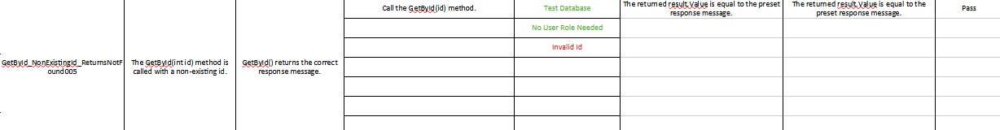 Call the GetById(id) method.
Test Database
The returned result.Value is equal to the preset
response message.
The returned result.Value is equal to the
preset response message.
Pass
No User Role Needed
Invalid Id
GetById_NonExistingId_ReturnsNotF
ound005
The GetById(int id) method is
called with a non-existing id.
GetById() returns the correct
response message.